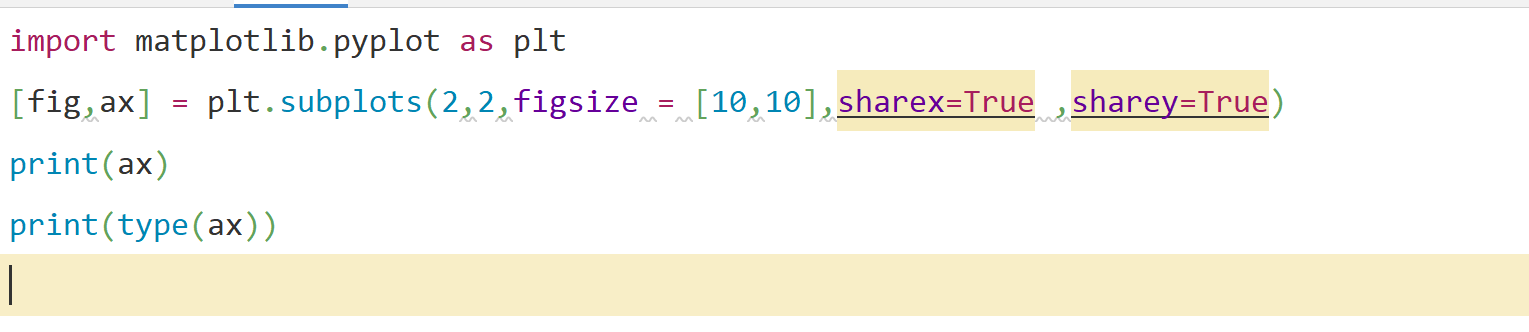 import matplotlib.pyplot as plt
[fig,ax] = plt.subplots(2,2,figsize = [10,10],sharex=True ,sharey=True)
print(ax)
print(type(ax))